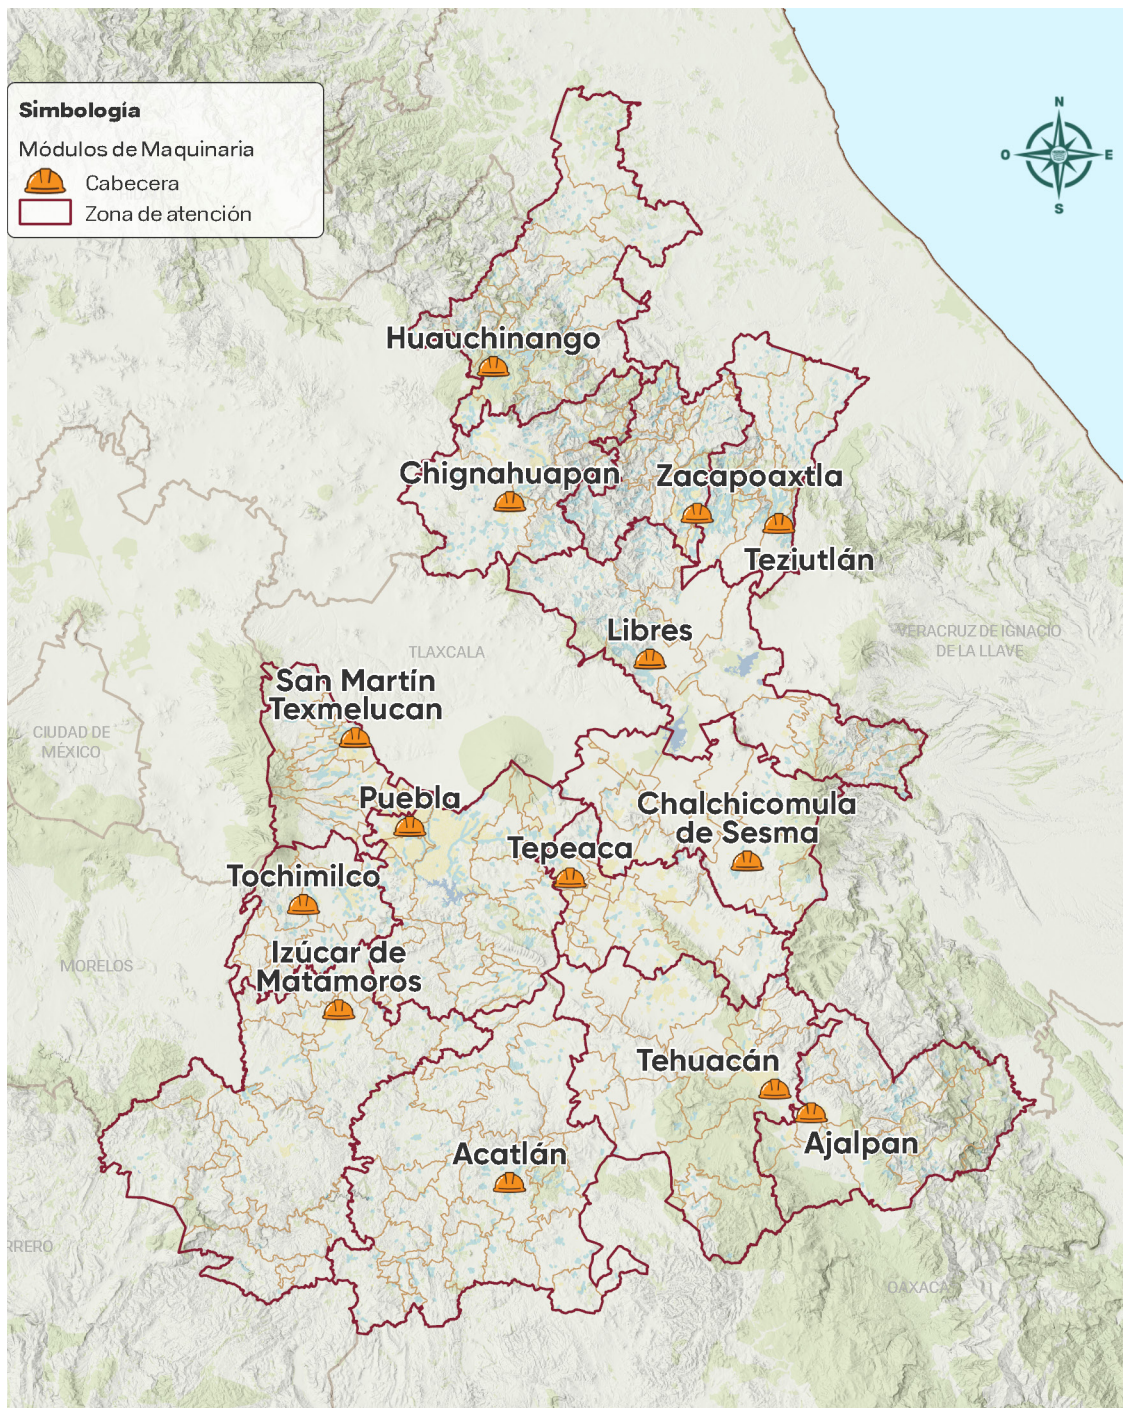 Simbología
Módulos de Maquinaria
Cabecera
Zona de atención
N
O
E
S
Huauchinango
Chignahuapan
Zacapoaxtla
Teziutlán
Libres
VERACRUZ DE IGNACIO
DE LA LLAVE
TLAXCALA
San Martín
Texmelucan
CIUDAD DE
MÉXICO
Puebla
Chalchicomula
de Sesma
Tepeaca
Tochimilco
Izúcar de
Matamoros
MORELOS
Tehuacán
Ajalpan
Acatlán
RRERO
OAXACA